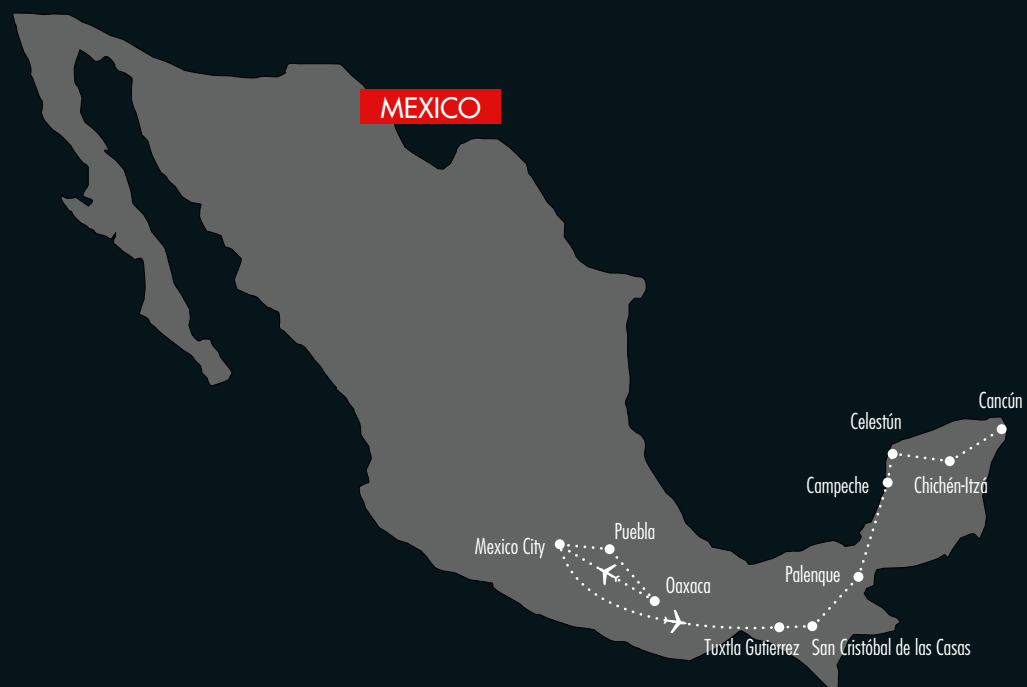 MEXICO
Cancún
Celestún
Campeche
Chichén-Itzá
Puebla
Mexico City
Palenque
Oaxaca
Tuxtla Gutierrez
San Cristóbal de las Casas